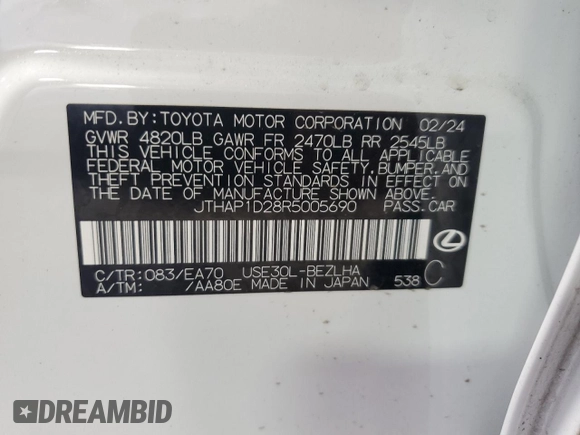 MFD.BY:TOYOTA MOTOR CORPORATION 02/24
GVWR 4820LB GAWR FR 2470LB RR 2545LB
THIS VEHICLE CONFORMS TO ALL APPLICABLE
FEDERAL MOTOR VEHICLE SAFETY,BUMPER,AND
THEFT PREVENTION STANDARDS IN EFFECT ON
THE DATE OF MANUFACTURE SHOWN ABOVE.
JTHAP1D28R5005690 PASS.CAR
C/TR:083/EA70 USE30L-BEZLHA
A/TM: /AA80E MADE IN JAPAN 538 C
DREAMBID